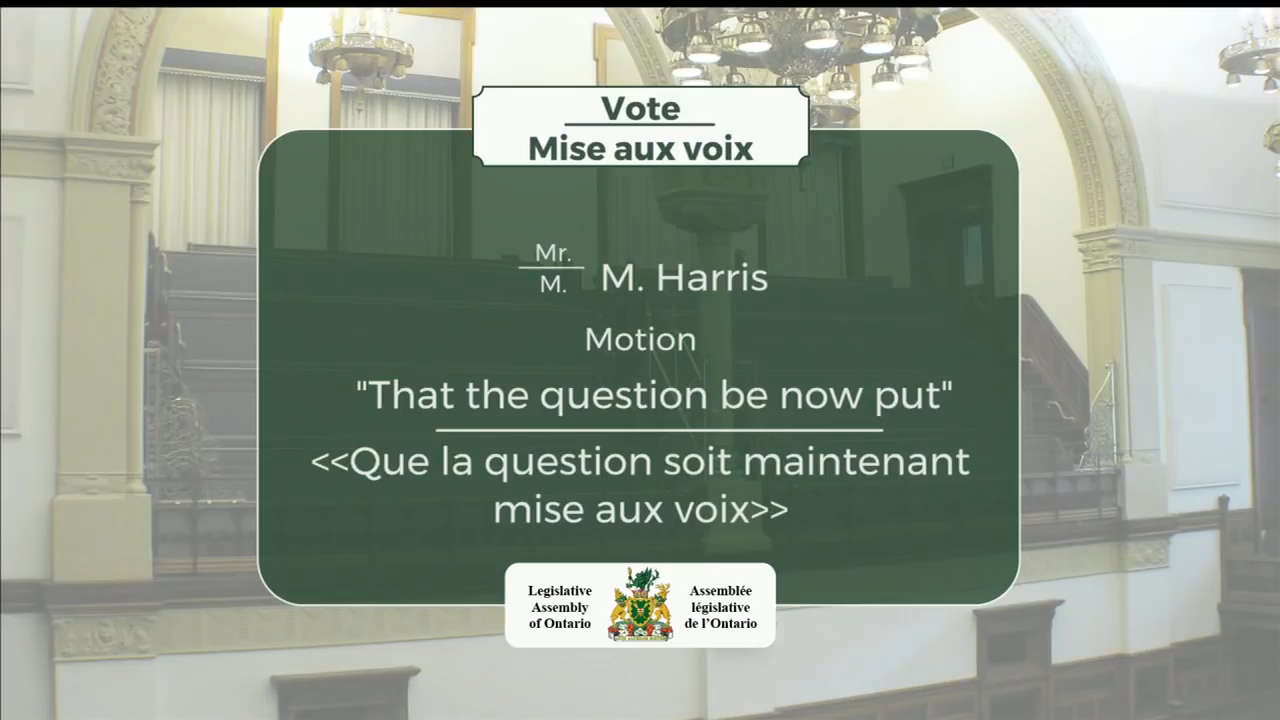 Vote
Mise aux voix
Mr.
M.
M. Harris
Motion
"That the question be now put"
<<Que la question soit maintenant
mise aux voix>>
Legislative
Assembly
of Ontario
Assemblée
législative
de l'Ontario